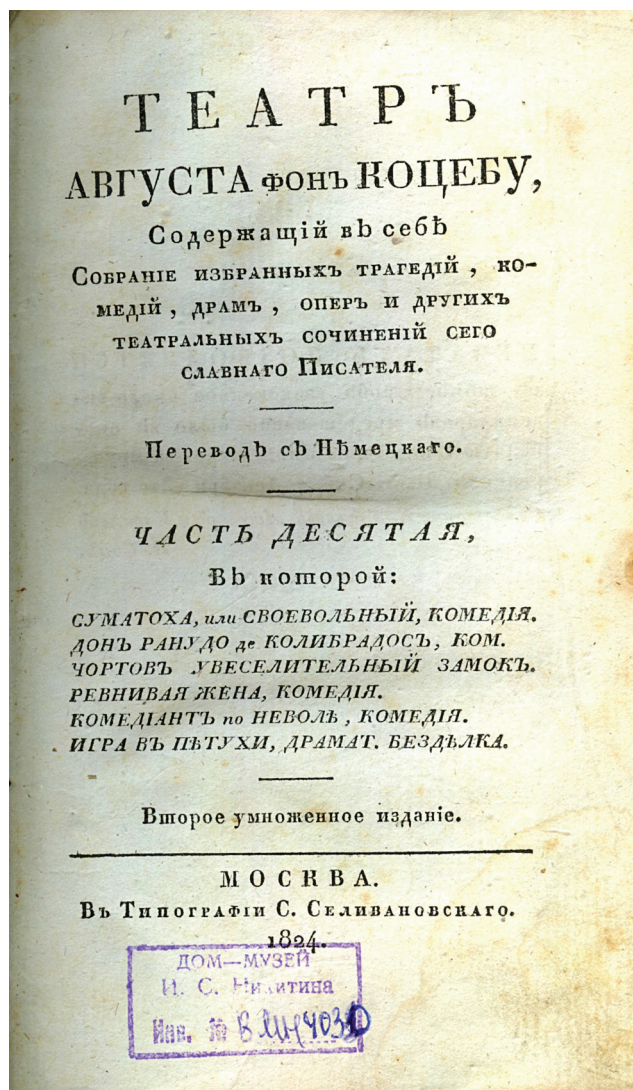 ТЕАТРЪ
АВГУСТА ФОНЪ КОЦЕБУ,
Содержащій въ себѣ
Собраніе избранныхъ трагедій, ко-
медій, драмъ, оперъ и другихъ
театральныхъ сочиненій сего
славнаго Писателя.
Переводъ съ Нѣмецкаго.
ЧАСТЬ ДЕСЯТАЯ,
Въ которой:
СУМАТОХА, или СВОЕВОЛЬНЫЙ, КОМЕДІЯ.
ДОНЪ РАНУДО де КОЛИБРАДОСЪ, КОМ.
ЧОРТОВЪ УВЕСЕЛИТЕЛЬНЫЙ ЗАМОКЪ.
РЕВНИВАЯ ЖЕНА, КОМЕДІЯ.
КОМЕДІАНТЪ по НЕВОЛѢ, КОМЕДІЯ.
ИГРА ВЪ ПѢТУХИ, ДРАМАТ. БЕЗДѢЛКА.
Второе умноженное изданіе.
МОСКВА.
Въ Типографіи С. Селивановскаго.
1824.
ДОМ—МУЗЕЙ
И. С. Никитина
Инв. №